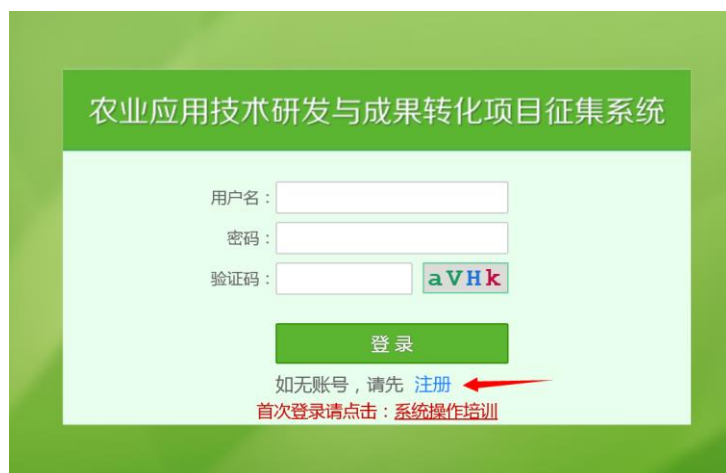 农业应用技术研发与成果转化项目征集系统
用户名：
密码：
验证码： aVHk
登录
如无账号，请先 注册
首次登录请点击：系统操作培训